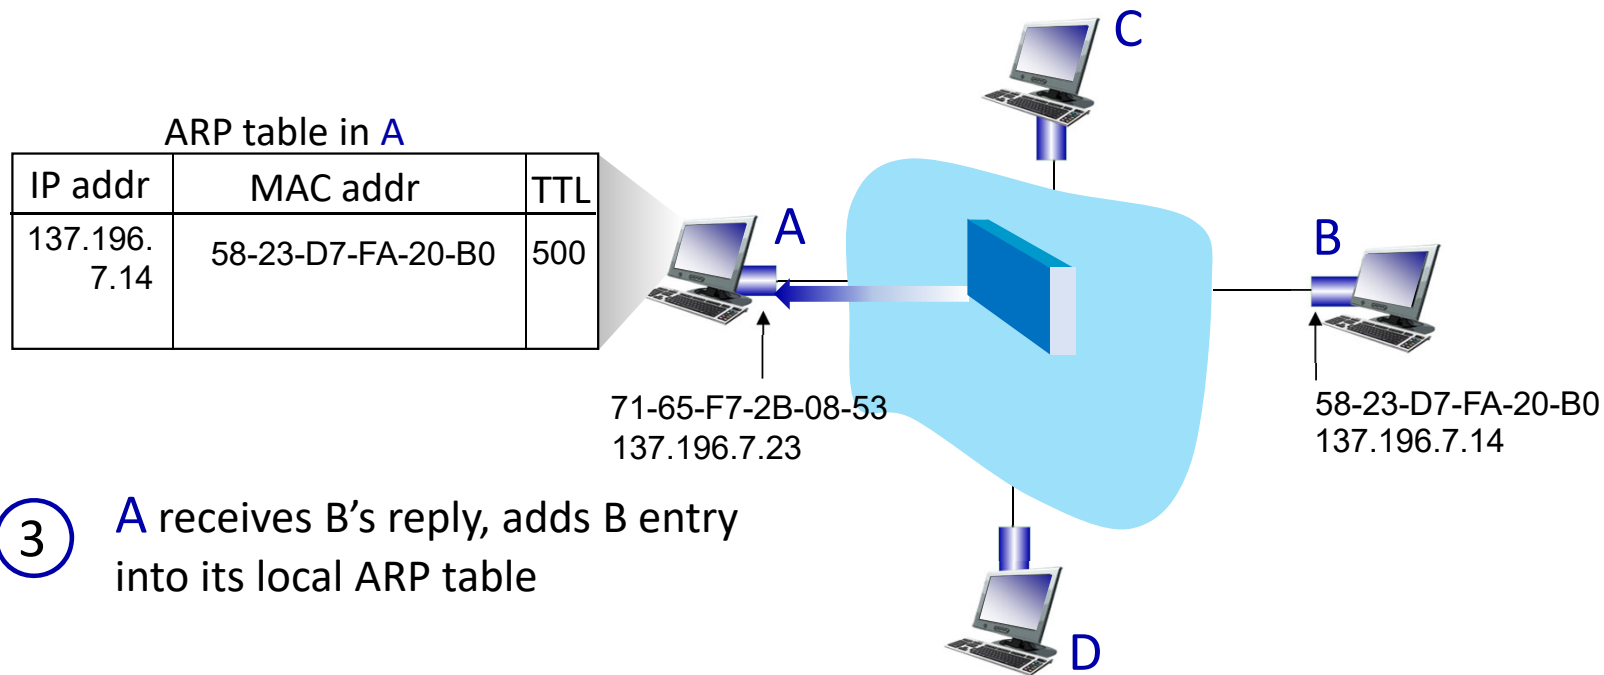 C
ARP table in A
IP addr MAC addr TTL
137.196.
7.14 58-23-D7-FA-20-B0 500
A
B
71-65-F7-2B-08-53
137.196.7.23
58-23-D7-FA-20-B0
137.196.7.14
3 A receives B’s reply, adds B entry
into its local ARP table
D